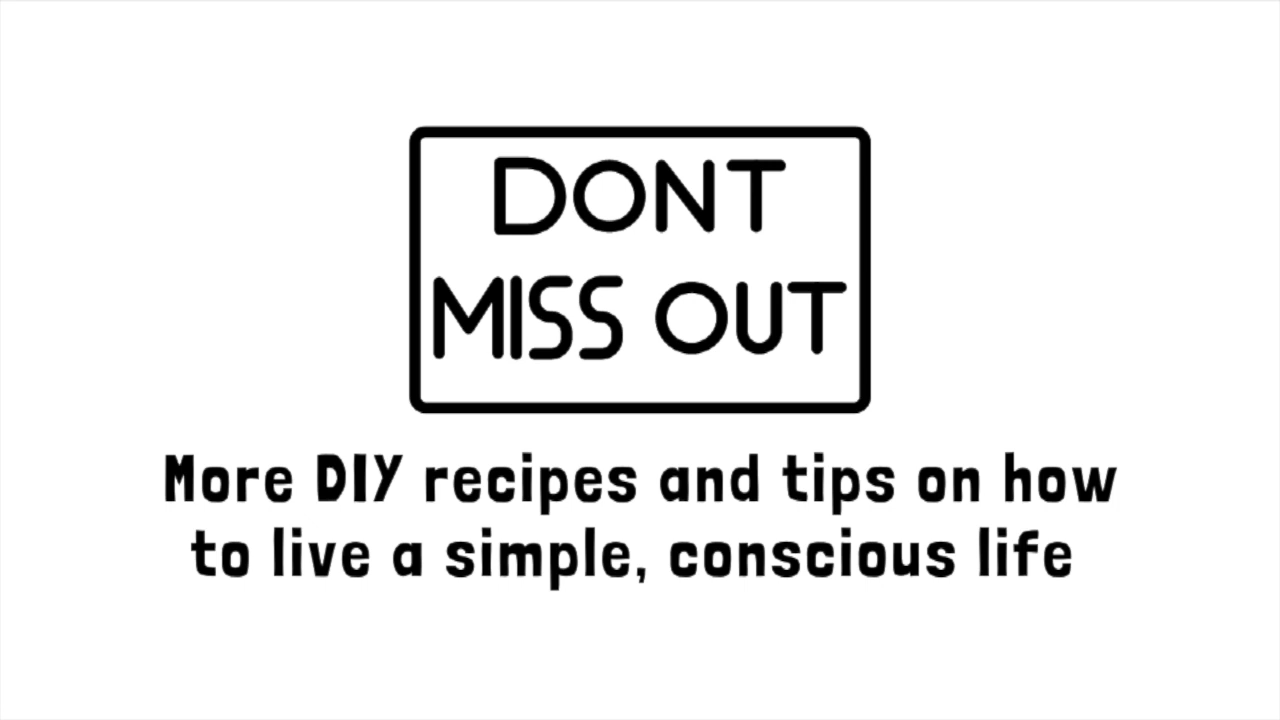 DONT
MISS OUT
More DIY recipes and tips on how
to live a simple, conscious life